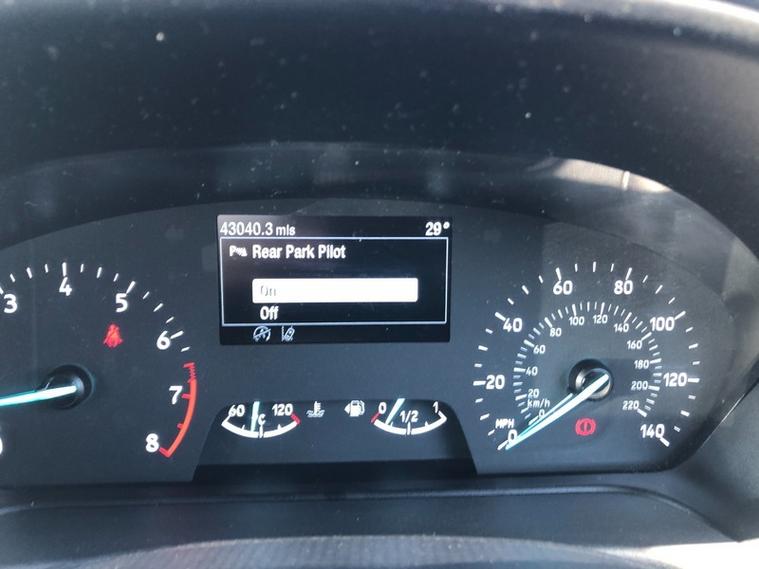 43040.3 mls 29°
Rear Park Pilot
On
Off
3 4 5 6 7 8
60 120
°C
0 1/2 1
0 20 40 60 80 100 120 140
MPH
0 20 40 60 80 100 120 140 160 180 200 220
km/h